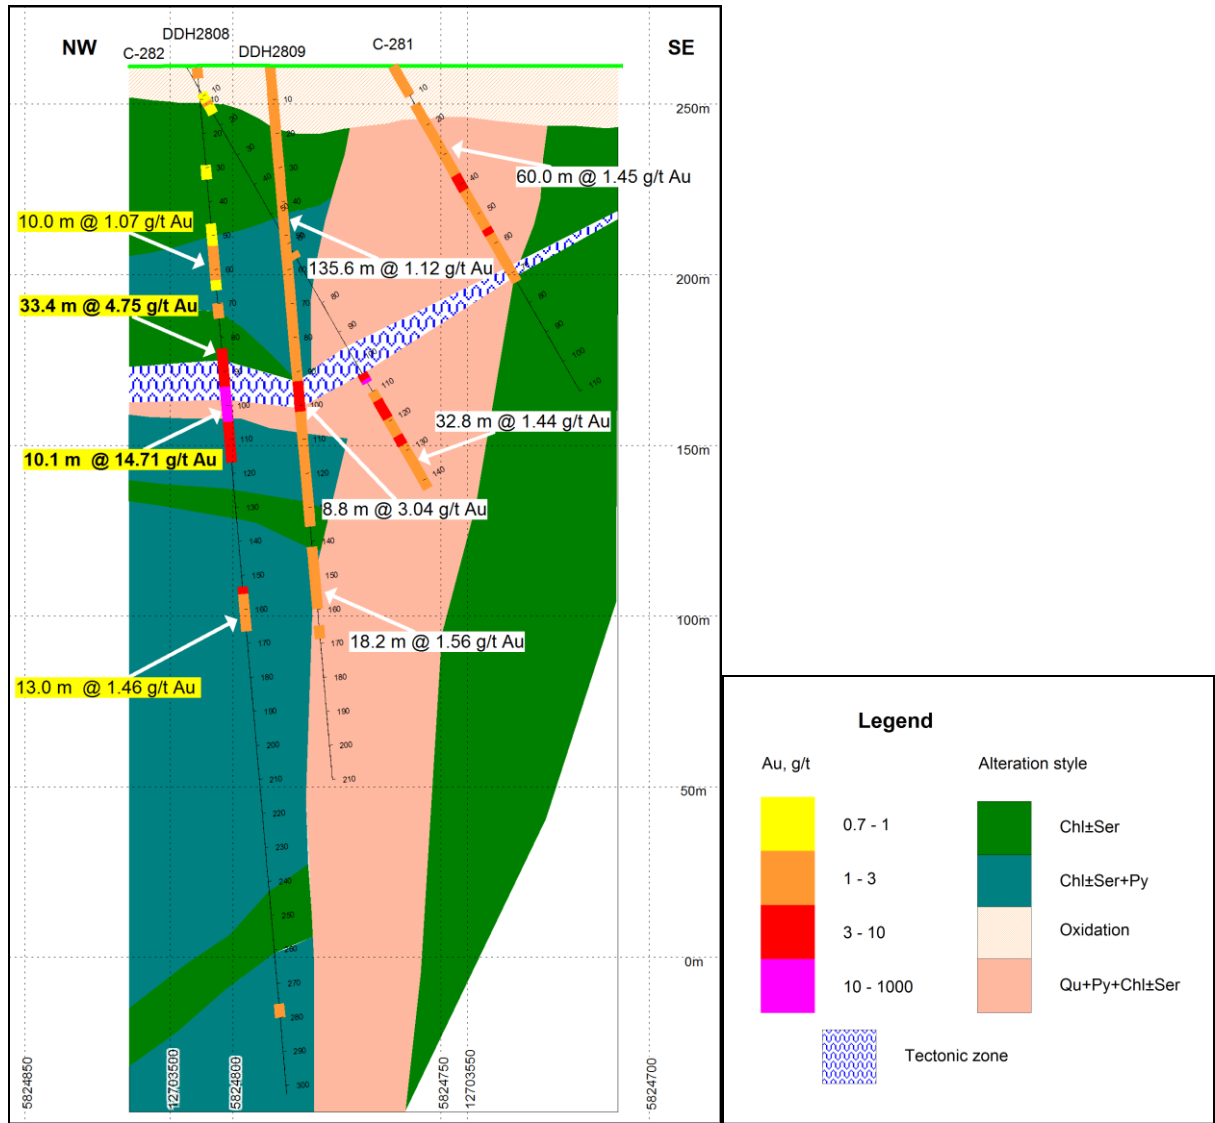 NW
DDH2808
C-282
DDH2809
C-281
SE
250m
200m
150m
100m
50m
0m
60.0 m @ 1.45 g/t Au
10.0 m @ 1.07 g/t Au
135.6 m @ 1.12 g/t Au
33.4 m @ 4.75 g/t Au
32.8 m @ 1.44 g/t Au
10.1 m @ 14.71 g/t Au
8.8 m @ 3.04 g/t Au
18.2 m @ 1.56 g/t Au
13.0 m @ 1.46 g/t Au
5824850
12703500
5824800
5824750
12703550
5824700
Legend
Au, g/t
0.7 - 1
1 - 3
3 - 10
10 - 1000
Alteration style
Chl±Ser
Chl±Ser+Py
Oxidation
Qu+Py+Chl±Ser
Tectonic zone